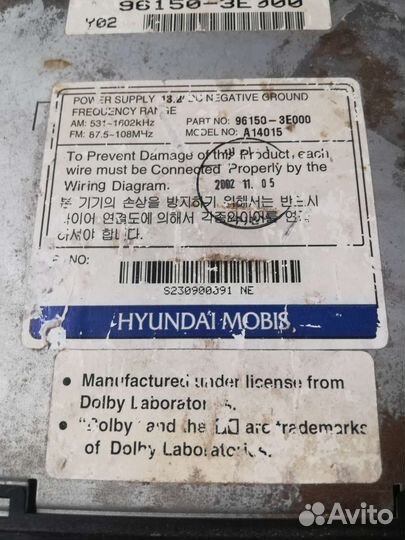 96150-3E000
Y02
POWER SUPPLY 13.2V DC NEGATIVE GROUND
FREQUENCY RANGE
AM: 531~1602kHz PART NO: 96150-3E000
FM: 87.5~108MHz MODEL NO: A14015
To Prevent Damage of the Product, each
wire must be Connected Properly by the
Wiring Diagram. 2002 11. 05
본 기기의 손상을 방지하기 위해서는 반드시
와이어 연결도에 의해서 각종와이어를 연결
하셔야 합니다
NO:
S230900391 NE
HYUNDAI MOBIS
• Manufactured under license from
Dolby Laboratories.
• "Dolby" and the are trademarks
of Dolby Laboratories.
Avito